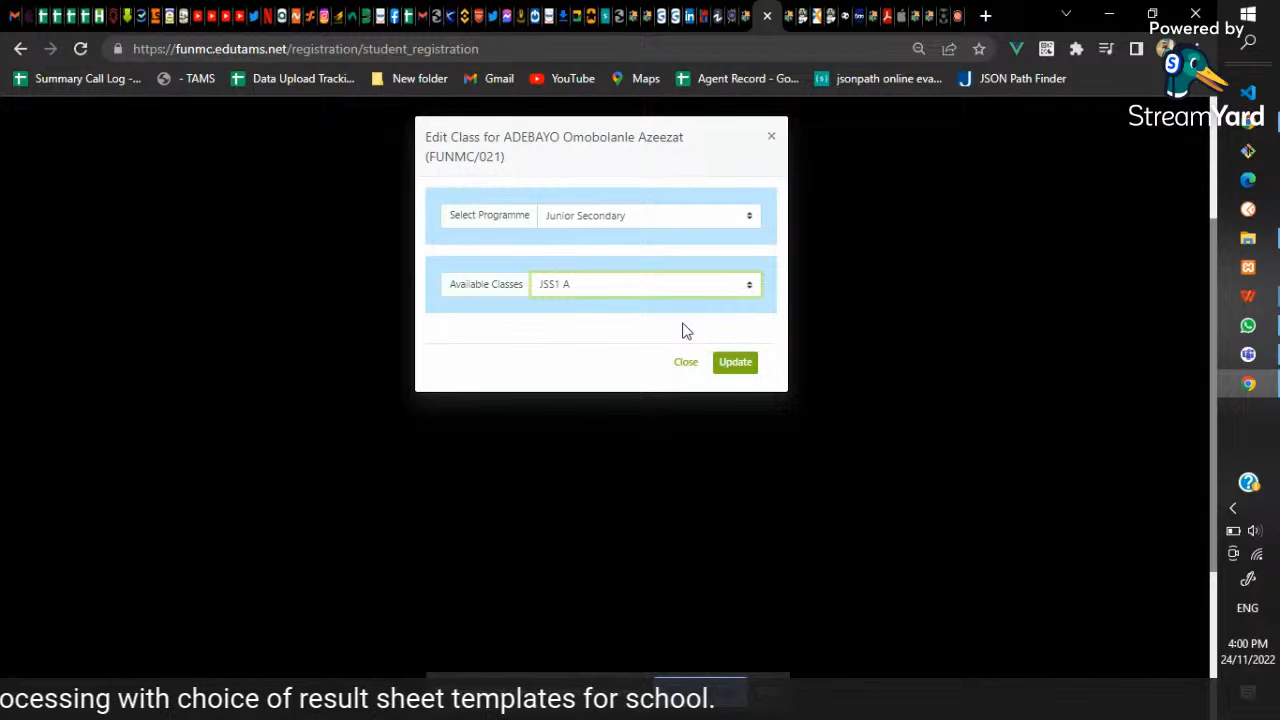 Powered by
StreamYard
https://funmc.edutams.net/registration/student_registration
Summary Call Log -...
- TAMS
Data Upload Tracki...
New folder
Gmail
YouTube
Maps
Agent Record - Go...
jsonpath online eva...
JSON Path Finder
Edit Class for ADEBAYO Omobolanle Azeezat
(FUNMC/021)
Select Programme
Junior Secondary
Available Classes
JSS1 A
Close
Update
ENG
4:00 PM
24/11/2022
ocessing with choice of result sheet templates for school.